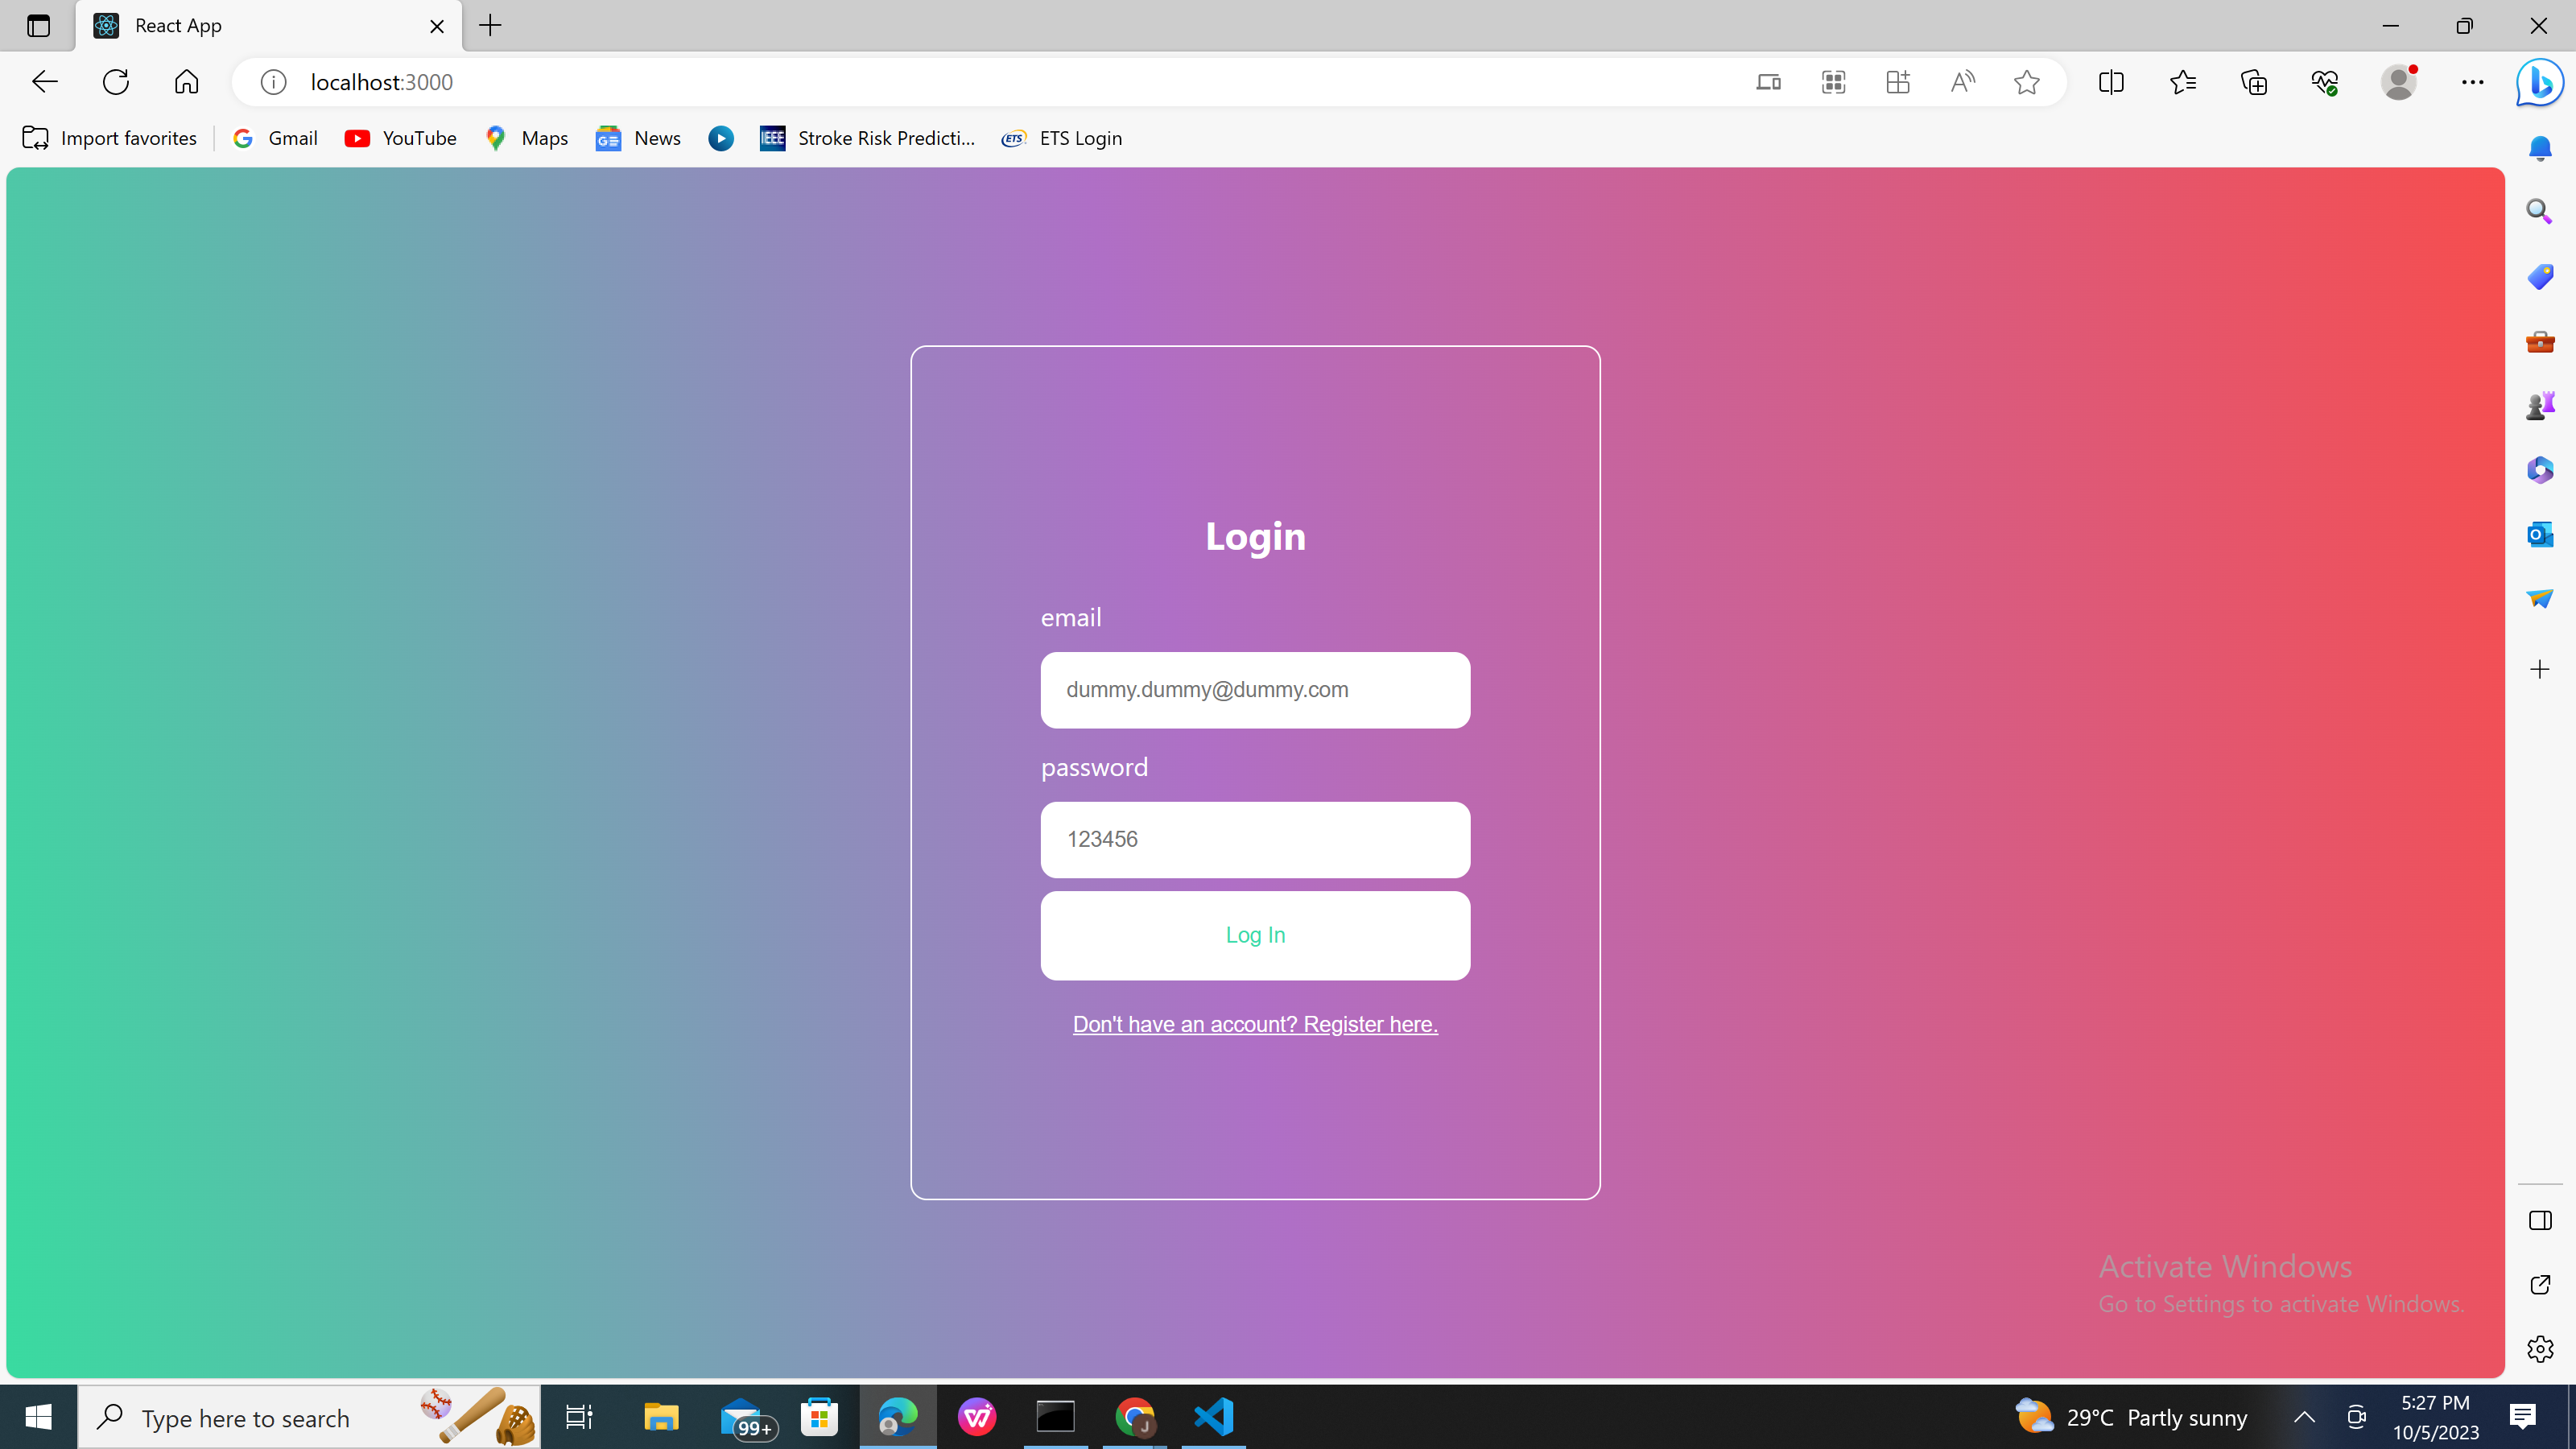 React App
localhost:3000
Import favorites
Gmail
YouTube
Maps
News
IEEE
Stroke Risk Predicti...
ETS
ETS Login
Login
email
dummy.dummy@dummy.com
password
123456
Log In
Don't have an account? Register here.
Activate Windows
Go to Settings to activate Windows.
Type here to search
99+
J
29°C Partly sunny
5:27 PM
10/5/2023